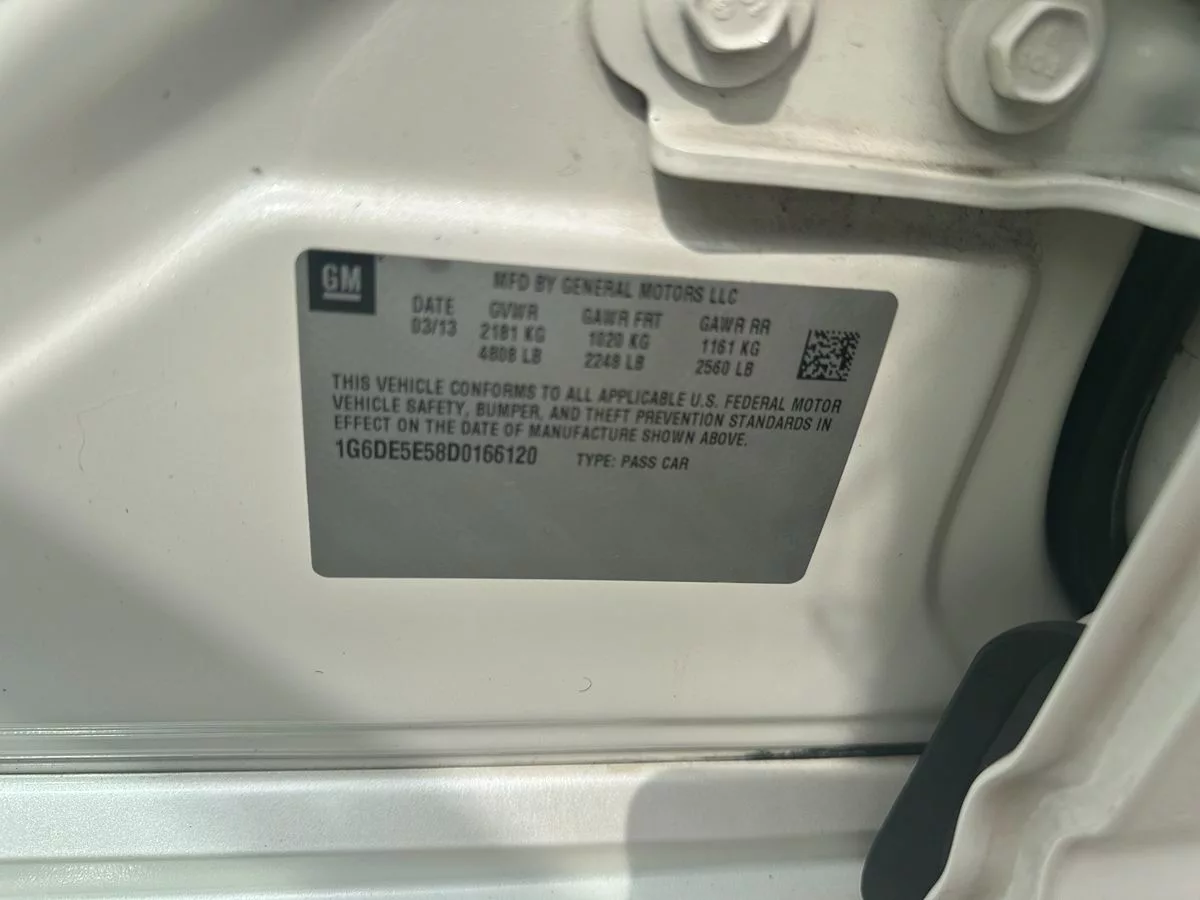 GM
MFD BY GENERAL MOTORS LLC
DATE GVWR GAWR FRT GAWR RR
03/13 2181 KG 1020 KG 1161 KG
4808 LB 2248 LB 2560 LB
THIS VEHICLE CONFORMS TO ALL APPLICABLE U.S. FEDERAL MOTOR
VEHICLE SAFETY, BUMPER, AND THEFT PREVENTION STANDARDS IN
EFFECT ON THE DATE OF MANUFACTURE SHOWN ABOVE.
1G6DE5E58D0166120 TYPE: PASS CAR